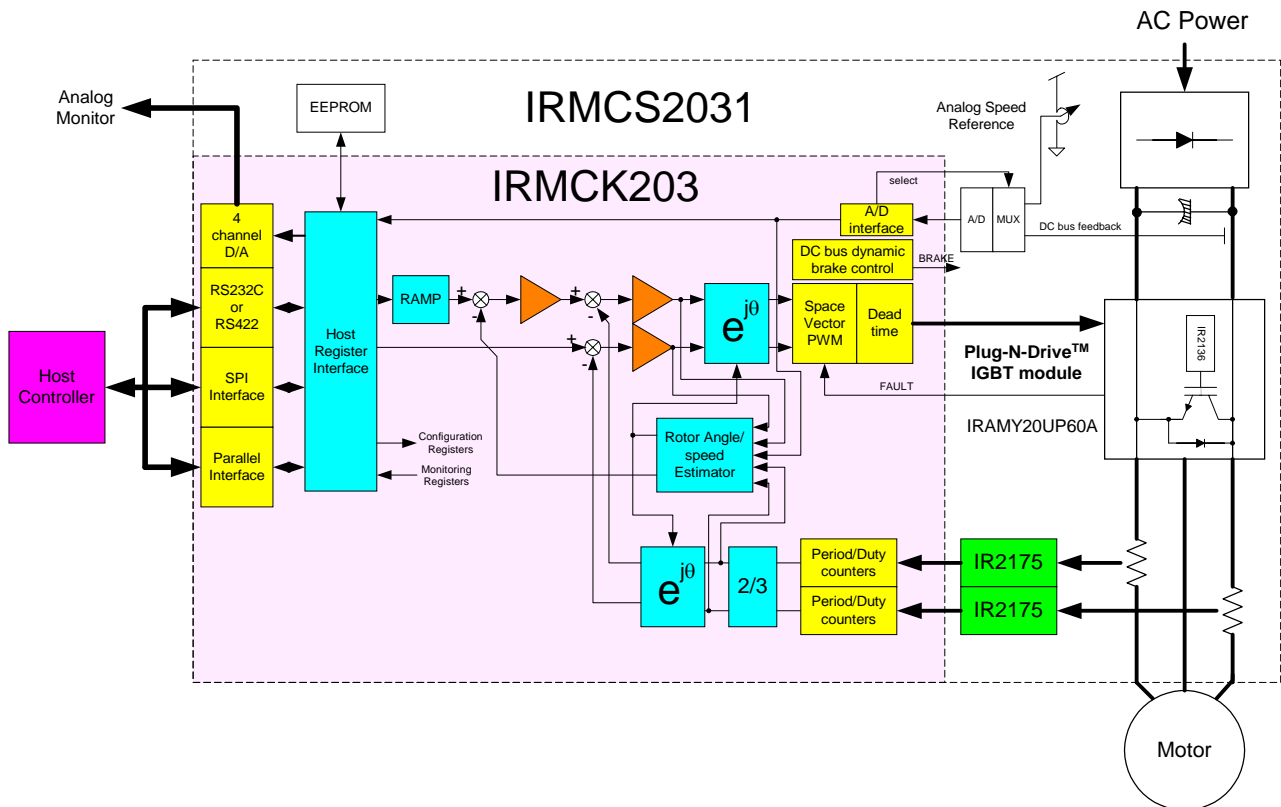 AC Power
Analog
Monitor
EEPROM
IRMCS2031
Analog Speed
Reference
IRMCK203
select
4
channel
D/A
A/D
interface
A/D
MUX
DC bus feedback
DC bus dynamic
brake control
BRAKE
RS232C
or
RS422
RAMP
+
-
+
-
+
-
e
jθ
Space
Vector
PWM
Dead
time
Host
Register
Interface
IR2136
Plug-N-Drive™
IGBT module
Host
Controller
SPI
Interface
FAULT
IRAMY20UP60A
Parallel
Interface
Configuration
Registers
Monitoring
Registers
Rotor Angle/
speed
Estimator
e
jθ
2/3
Period/Duty
counters
IR2175
Period/Duty
counters
IR2175
Motor